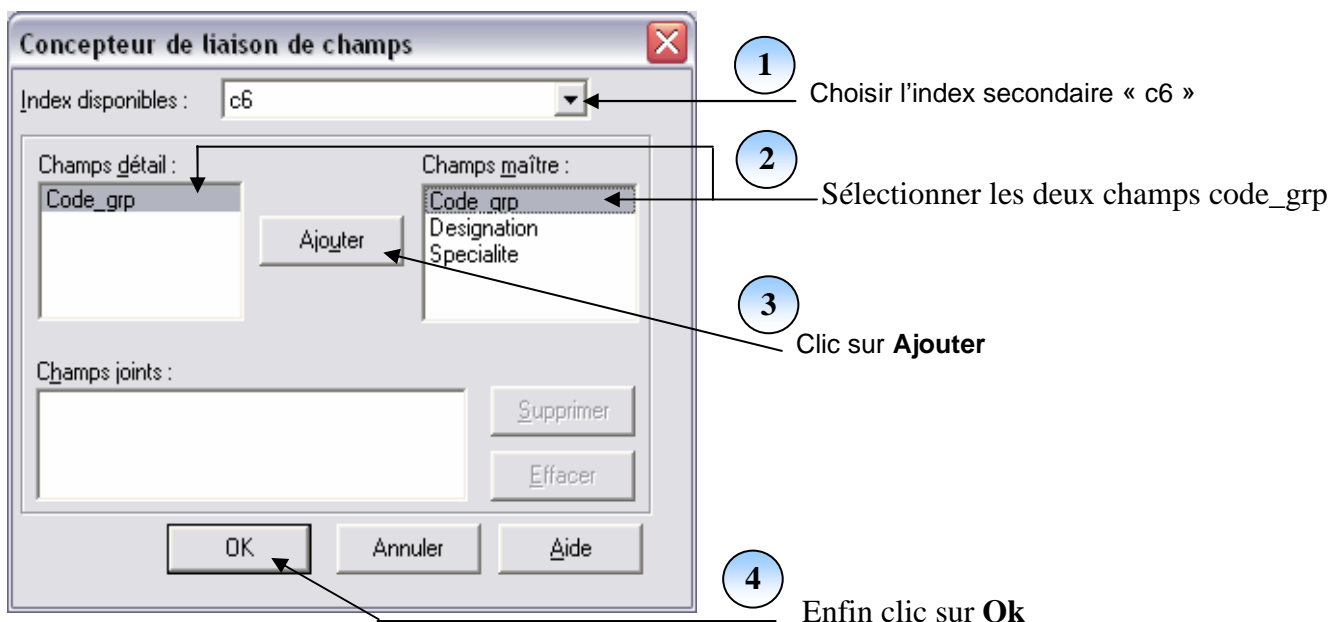 Concepteur de liaison de champs
Index disponibles :
c6
1
Choisir l'index secondaire « c6 »
Champs détail :
Champs maître :
2
Code_grp
Code_grp
Sélectionner les deux champs code_grp
Designation
Ajouter
Specialite
3
Clic sur Ajouter
Champs joints :
Supprimer
Effacer
OK
Annuler
Aide
4
Enfin clic sur Ok